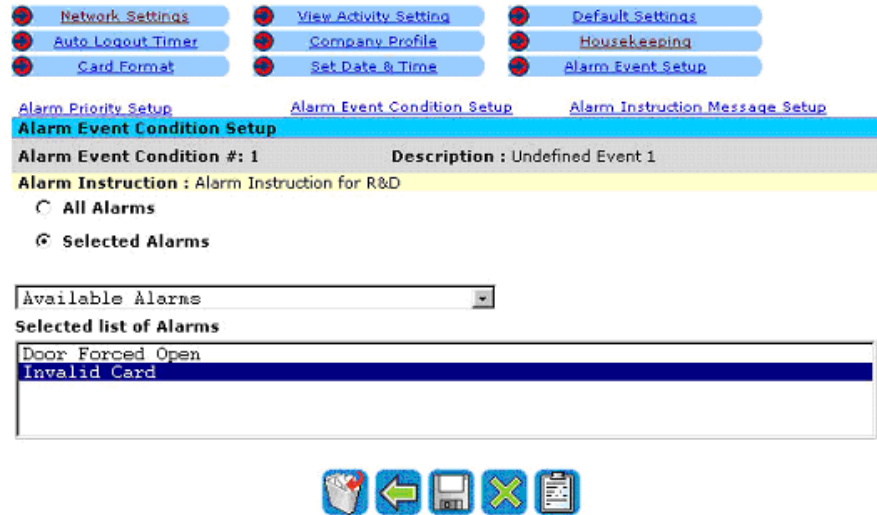 Network Settings View Activity Setting Default Settings
Auto Logout Timer Company Profile Housekeeping
Card Format Set Date & Time Alarm Event Setup
Alarm Priority Setup Alarm Event Condition Setup Alarm Instruction Message Setup
Alarm Event Condition Setup
Alarm Event Condition #: 1 Description : Undefined Event 1
Alarm Instruction : Alarm Instruction for R&D
All Alarms
Selected Alarms
Available Alarms
Selected list of Alarms
Door Forced Open
Invalid Card